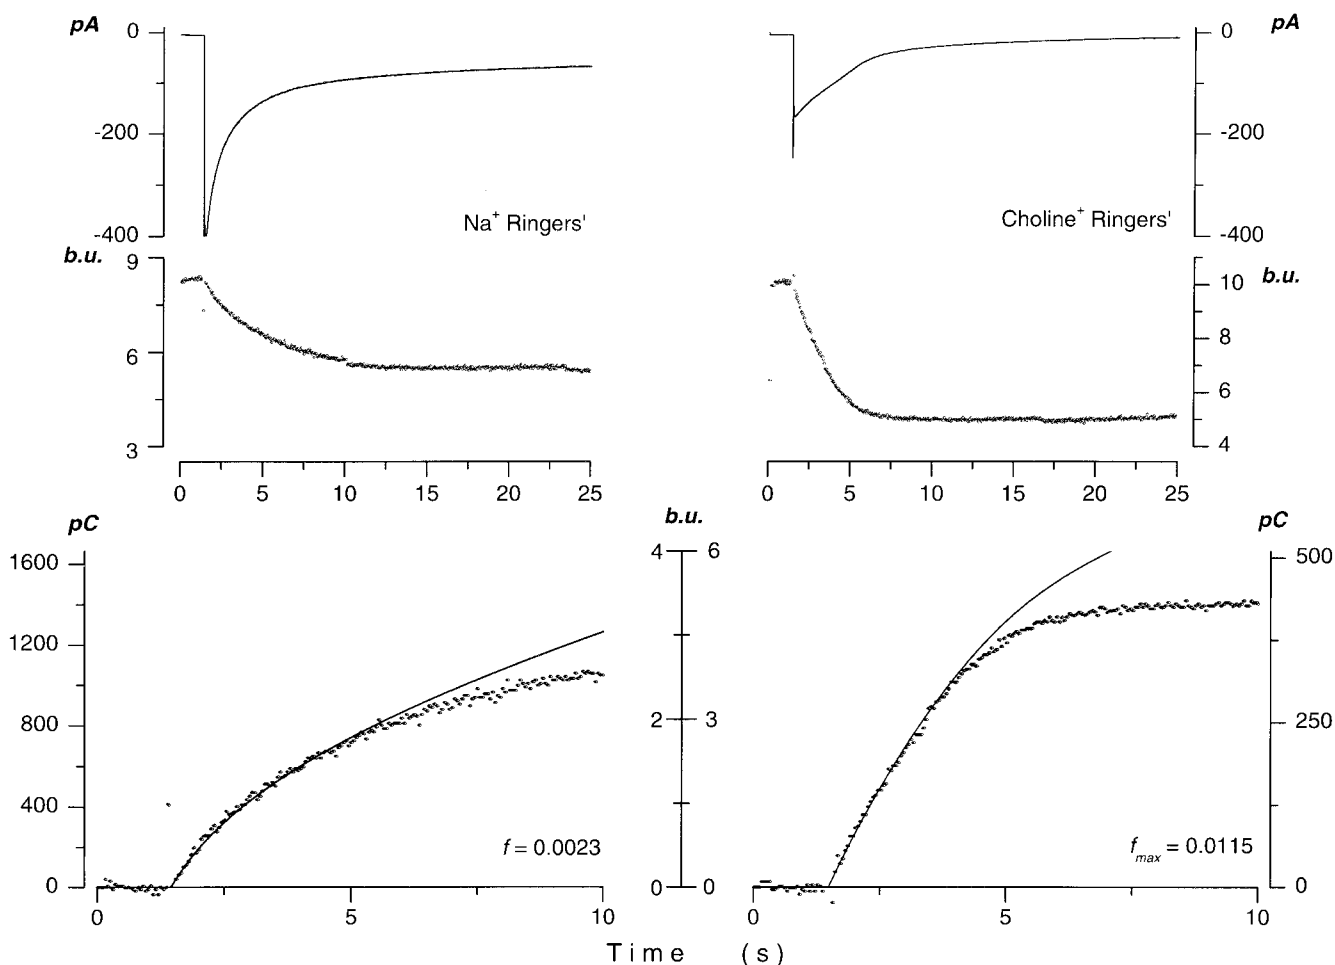 pA
0
-200
-400
Na+ Ringers'
0
pA
-200
-400
Choline+ Ringers'
b.u.
9
6
3
0 5 10 15 20 25
10
b.u.
8
6
4
0 5 10 15 20 25
pC
1600
1200
800
400
0
f = 0.0023
0 5 10
b.u.
4 6
2 3
0 0
pC
500
250
0
fmax = 0.0115
0 5 10
Time (s)